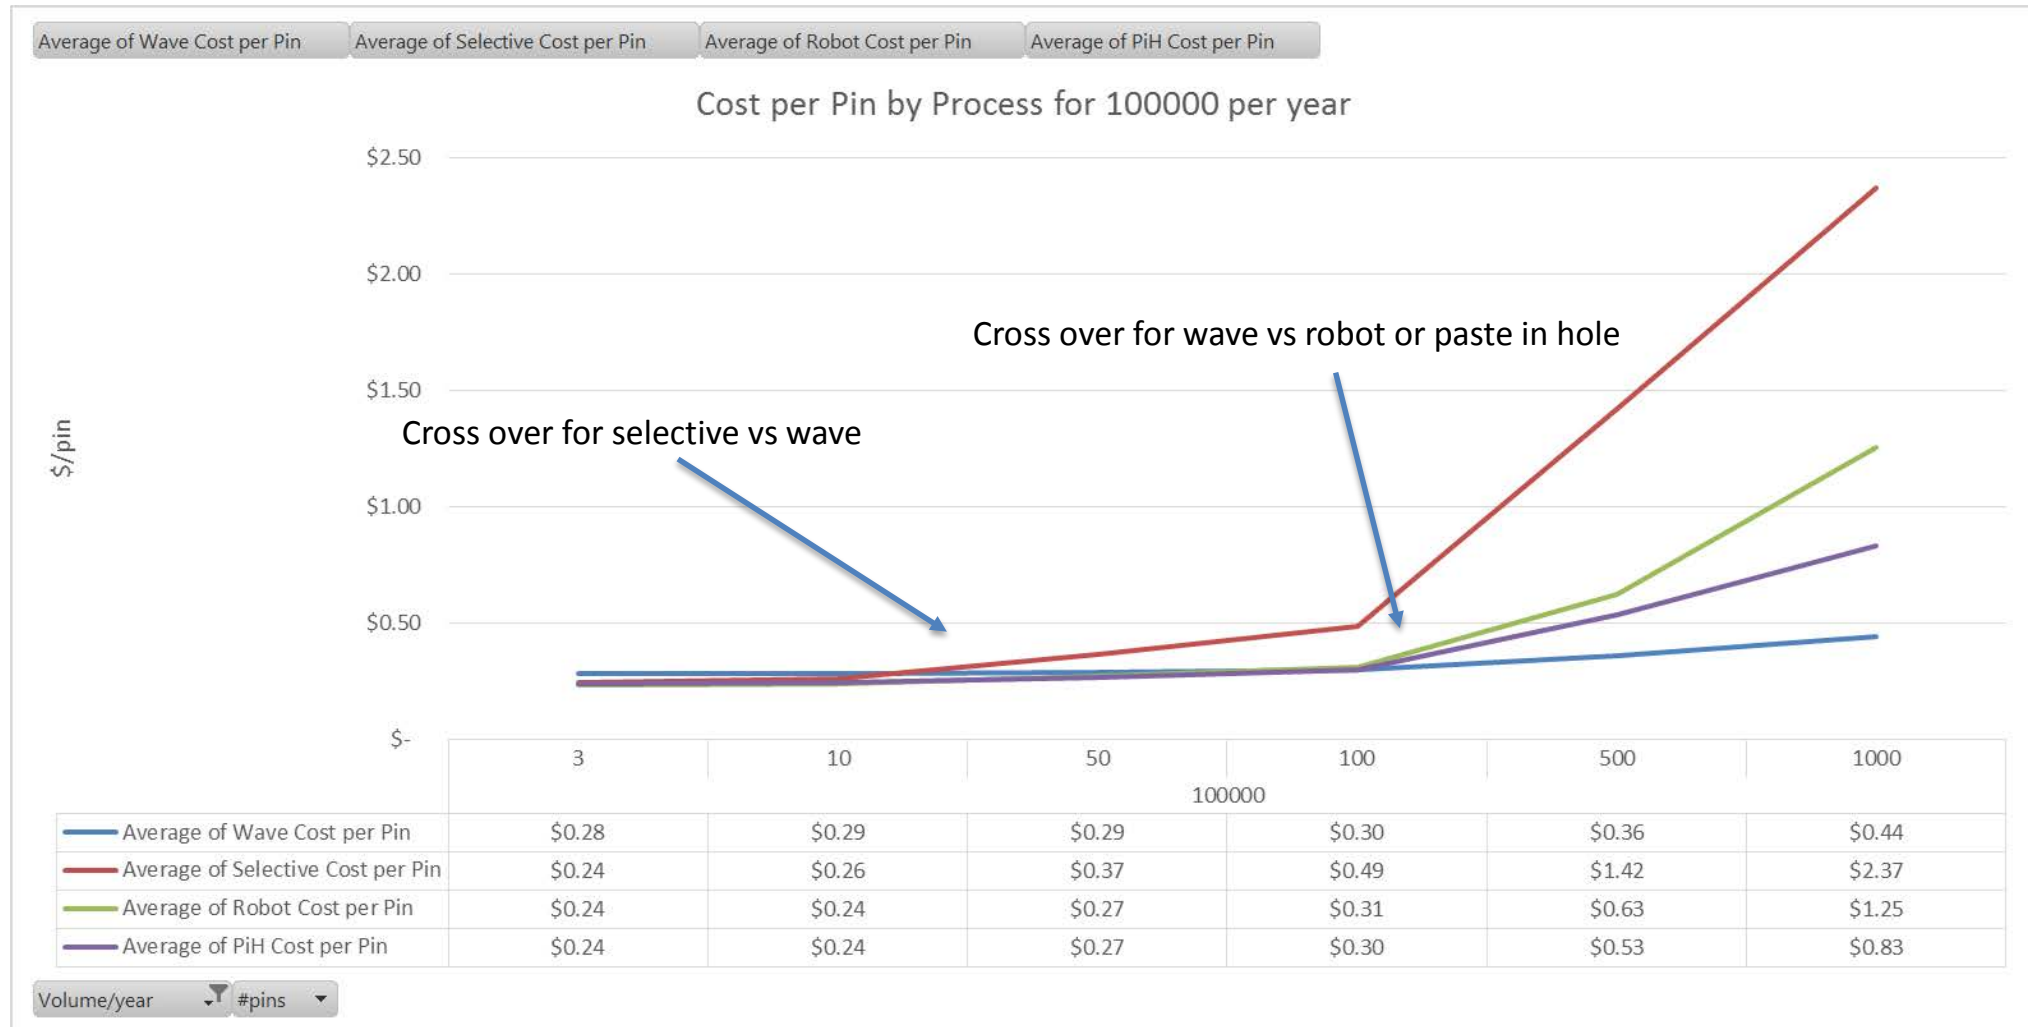 Average of Wave Cost per Pin Average of Selective Cost per Pin Average of Robot Cost per Pin Average of PiH Cost per Pin
Cost per Pin by Process for 100000 per year
$2.50
$2.00
Cross over for wave vs robot or paste in hole
$1.50
Cross over for selective vs wave
$/pin
$1.00
$0.50
$-
3 10 50 100 500 1000
100000
Average of Wave Cost per Pin $0.28 $0.29 $0.29 $0.30 $0.36 $0.44
Average of Selective Cost per Pin $0.24 $0.26 $0.37 $0.49 $1.42 $2.37
Average of Robot Cost per Pin $0.24 $0.24 $0.27 $0.31 $0.63 $1.25
Average of PiH Cost per Pin $0.24 $0.24 $0.27 $0.30 $0.53 $0.83
Volume/year #pins